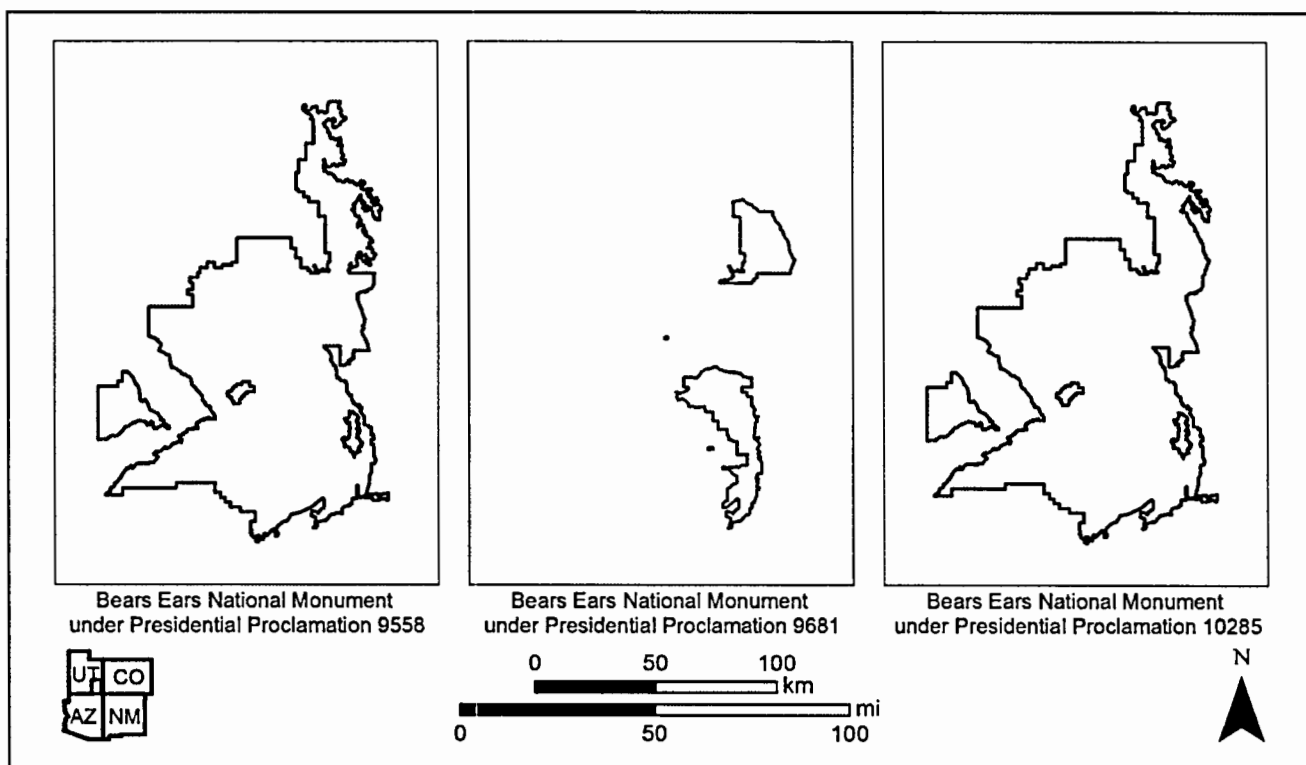 Bears Ears National Monument
under Presidential Proclamation 9558
Bears Ears National Monument
under Presidential Proclamation 9681
Bears Ears National Monument
under Presidential Proclamation 10285
UT CO
AZ NM
0 50 100
km
mi
0 50 100
N